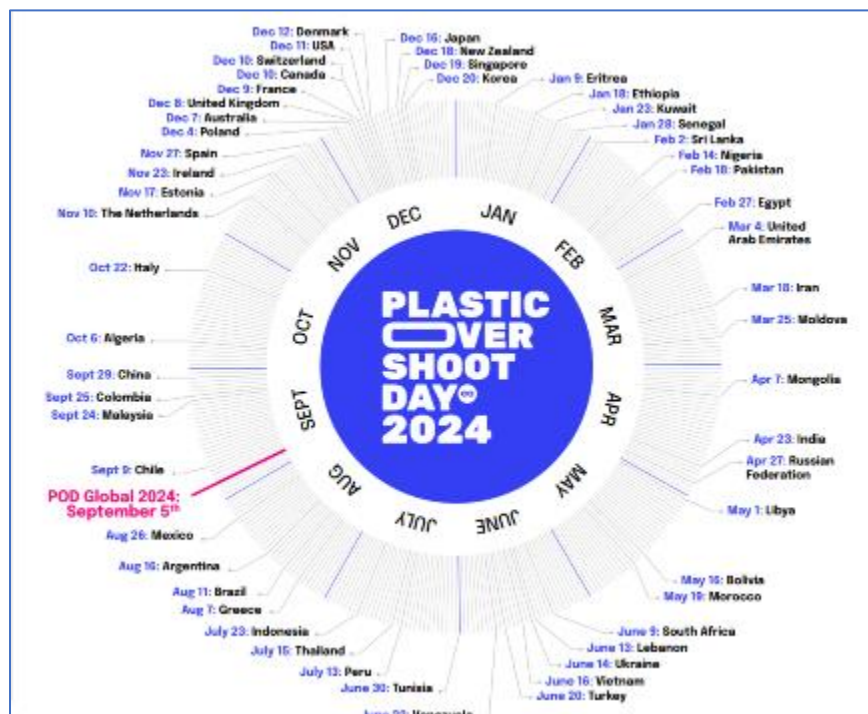 Dec 12: Denmark
Dec 11: USA
Dec 10: Switzerland
Dec 10: Canada
Dec 9: France
Dec 8: United Kingdom
Dec 7: Australia
Dec 4: Poland
Nov 27: Spain
Nov 23: Ireland
Nov 17: Estonia
Nov 10: The Netherlands
Oct 22: Italy
Oct 6: Algeria
Sept 29: China
Sept 25: Colombia
Sept 24: Malaysia
Sept 9: Chile
POD Global 2024:
September 5th
Aug 26: Mexico
Aug 16: Argentina
Aug 11: Brazil
Aug 7: Greece
July 23: Indonesia
July 15: Thailand
July 13: Peru
June 30: Tunisia
Dec 16: Japan
Dec 18: New Zealand
Dec 19: Singapore
Dec 20: Korea
Jan 9: Eritrea
Jan 18: Ethiopia
Jan 23: Kuwait
Jan 28: Senegal
Feb 2: Sri Lanka
Feb 14: Nigeria
Feb 18: Pakistan
Feb 27: Egypt
Mar 4: United
Arab Emirates
Mar 18: Iran
Mar 25: Moldova
Apr 7: Mongolia
Apr 23: India
Apr 27: Russian
Federation
May 1: Libya
May 16: Bolivia
May 19: Morocco
June 9: South Africa
June 13: Lebanon
June 14: Ukraine
June 16: Vietnam
June 20: Turkey
JAN
FEB
MAR
APR
MAY
JUNE
JULY
AUG
SEPT
OCT
NOV
DEC
PLASTIC
OVER
SHOOT
DAY
2024